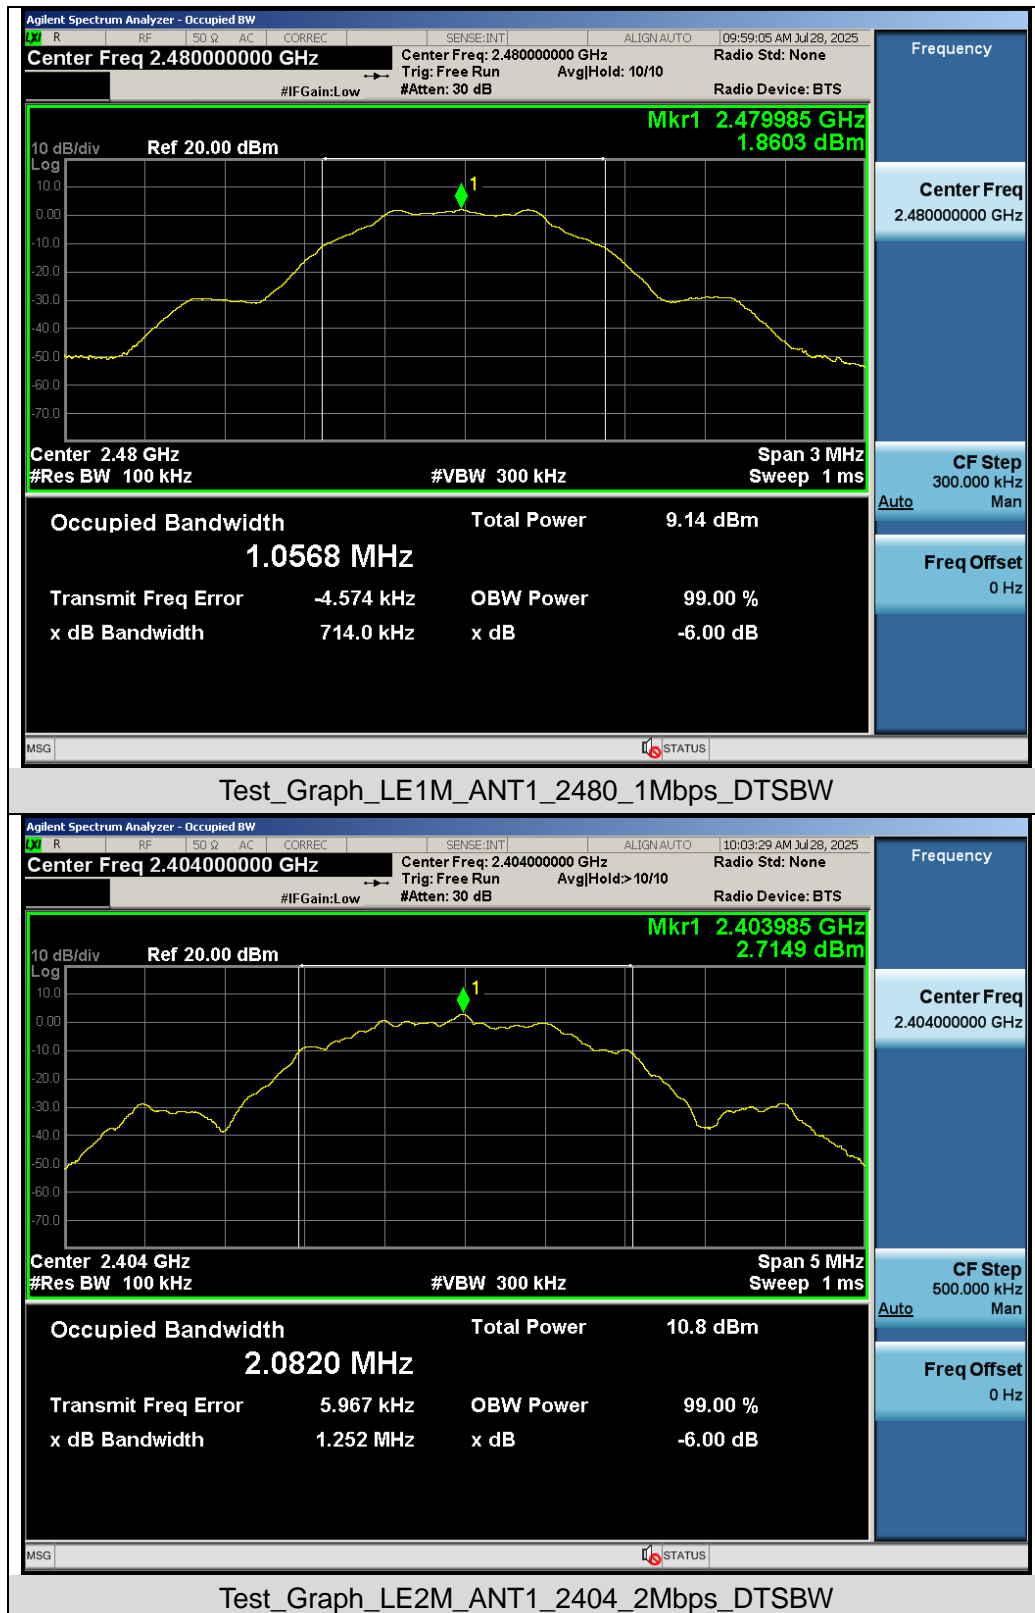 Agilent Spectrum Analyzer - Occupied BW
LXI R RF 50 Ω AC CORREC SENSE:INT ALIGN AUTO 09:59:05 AM Jul 28, 2025
Center Freq 2.480000000 GHz
Center Freq: 2.480000000 GHz
Radio Std: None
Trig: Free Run Avg|Hold: 10/10
#IFGain:Low
#Atten: 30 dB
Radio Device: BTS
Mkr1 2.479985 GHz
1.8603 dBm
10 dB/div Ref 20.00 dBm
Log
1
10.0
0.00
-10.0
-20.0
-30.0
-40.0
-50.0
-60.0
-70.0
Center 2.48 GHz Span 3 MHz
#Res BW 100 kHz #VBW 300 kHz Sweep 1 ms
Occupied Bandwidth Total Power 9.14 dBm
1.0568 MHz
Transmit Freq Error -4.574 kHz OBW Power 99.00 %
x dB Bandwidth 714.0 kHz x dB -6.00 dB
MSG STATUS
Frequency
Center Freq
2.480000000 GHz
CF Step
300.000 kHz
Auto Man
Freq Offset
0 Hz
Test_Graph_LE1M_ANT1_2480_1Mbps_DTSBW
Agilent Spectrum Analyzer - Occupied BW
LXI R RF 50 Ω AC CORREC SENSE:INT ALIGN AUTO 10:03:29 AM Jul 28, 2025
Center Freq 2.404000000 GHz
Center Freq: 2.404000000 GHz
Radio Std: None
Trig: Free Run Avg|Hold:>10/10
#IFGain:Low
#Atten: 30 dB
Radio Device: BTS
Mkr1 2.403985 GHz
2.7149 dBm
10 dB/div Ref 20.00 dBm
Log
1
10.0
0.00
-10.0
-20.0
-30.0
-40.0
-50.0
-60.0
-70.0
Center 2.404 GHz Span 5 MHz
#Res BW 100 kHz #VBW 300 kHz Sweep 1 ms
Occupied Bandwidth Total Power 10.8 dBm
2.0820 MHz
Transmit Freq Error 5.967 kHz OBW Power 99.00 %
x dB Bandwidth 1.252 MHz x dB -6.00 dB
MSG STATUS
Frequency
Center Freq
2.404000000 GHz
CF Step
500.000 kHz
Auto Man
Freq Offset
0 Hz
Test_Graph_LE2M_ANT1_2404_2Mbps_DTSBW